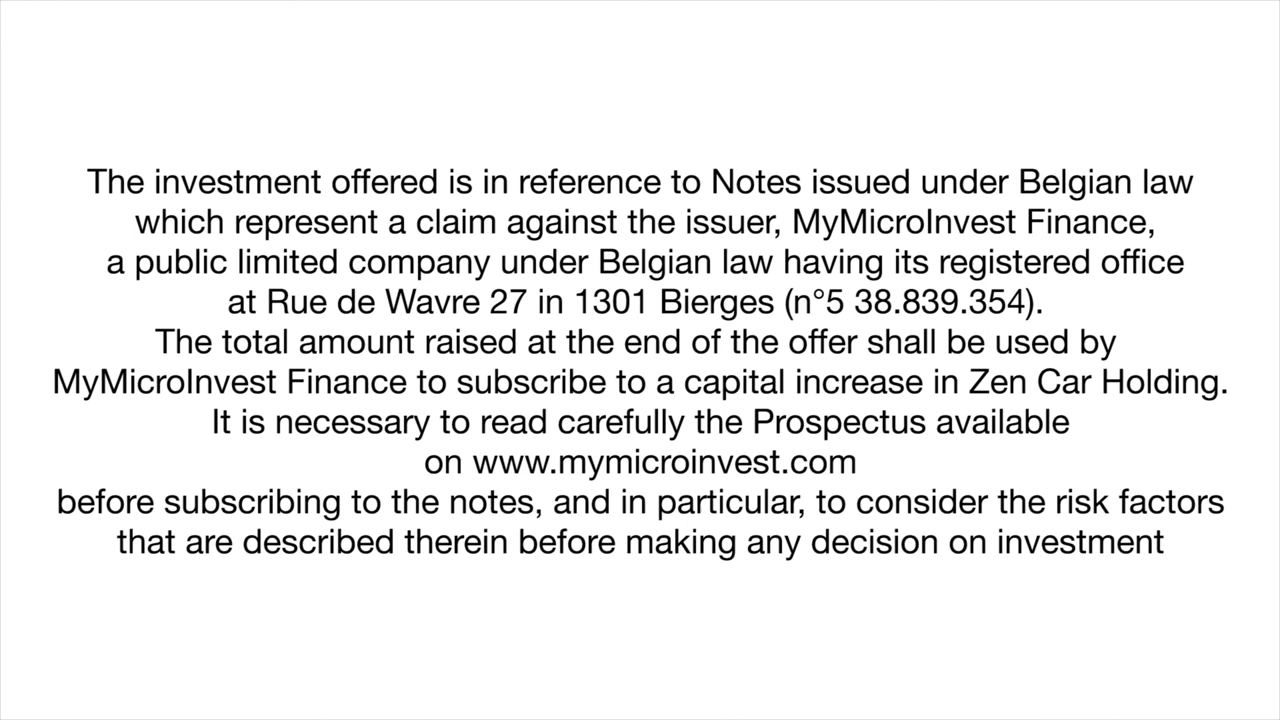 The investment offered is in reference to Notes issued under Belgian law
which represent a claim against the issuer, MyMicroInvest Finance,
a public limited company under Belgian law having its registered office
at Rue de Wavre 27 in 1301 Bierges (n°5 38.839.354).
The total amount raised at the end of the offer shall be used by
MyMicroInvest Finance to subscribe to a capital increase in Zen Car Holding.
It is necessary to read carefully the Prospectus available
on www.mymicroinvest.com
before subscribing to the notes, and in particular, to consider the risk factors
that are described therein before making any decision on investment